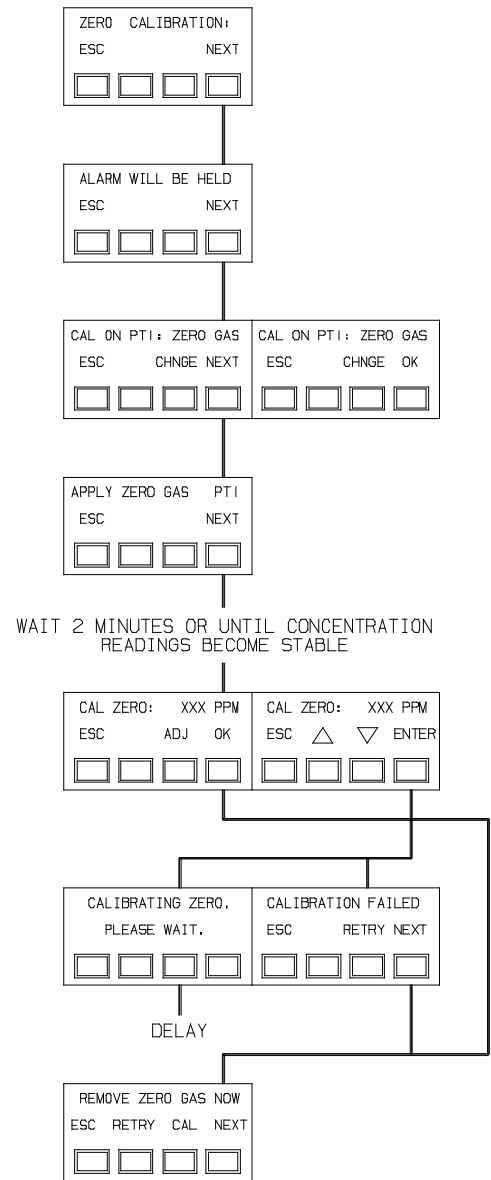 ZERO CALIBRATION:
ESC NEXT
ALARM WILL BE HELD
ESC NEXT
CAL ON PTI: ZERO GAS
ESC CHNGE NEXT
CAL ON PTI: ZERO GAS
ESC CHNGE OK
APPLY ZERO GAS PTI
ESC NEXT
WAIT 2 MINUTES OR UNTIL CONCENTRATION
READINGS BECOME STABLE
CAL ZERO: XXX PPM
ESC ADJ OK
CAL ZERO: XXX PPM
ESC △ ▽ ENTER
CALIBRATING ZERO.
PLEASE WAIT.
CALIBRATION FAILED
ESC RETRY NEXT
DELAY
REMOVE ZERO GAS NOW
ESC RETRY CAL NEXT